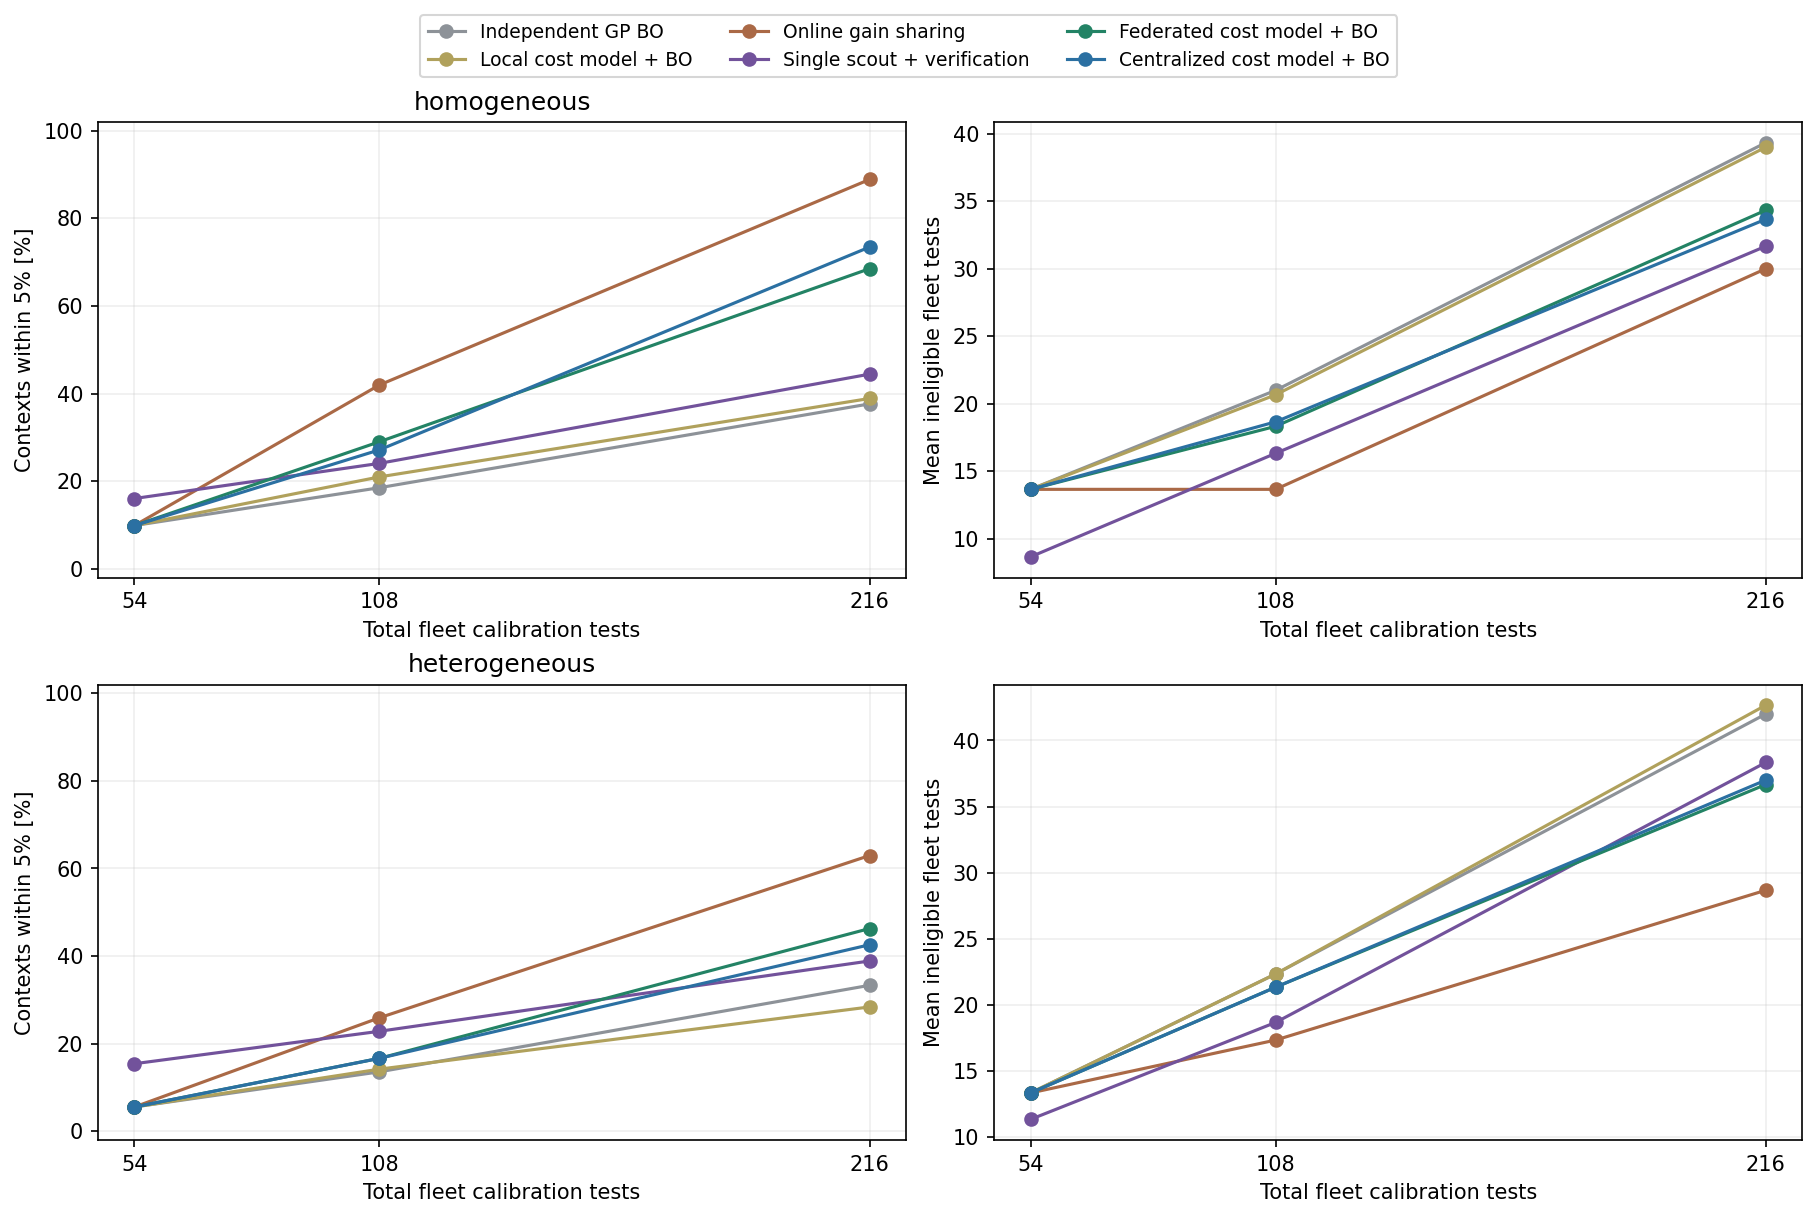 Independent GP BO
Local cost model + BO
Online gain sharing
Single scout + verification
Federated cost model + BO
Centralized cost model + BO
homogeneous
Contexts within 5% [%]
100
80
60
40
20
0
54
108
216
Total fleet calibration tests
Mean ineligible fleet tests
40
35
30
25
20
15
10
54
108
216
Total fleet calibration tests
heterogeneous
Contexts within 5% [%]
100
80
60
40
20
0
54
108
216
Total fleet calibration tests
Mean ineligible fleet tests
40
35
30
25
20
15
10
54
108
216
Total fleet calibration tests